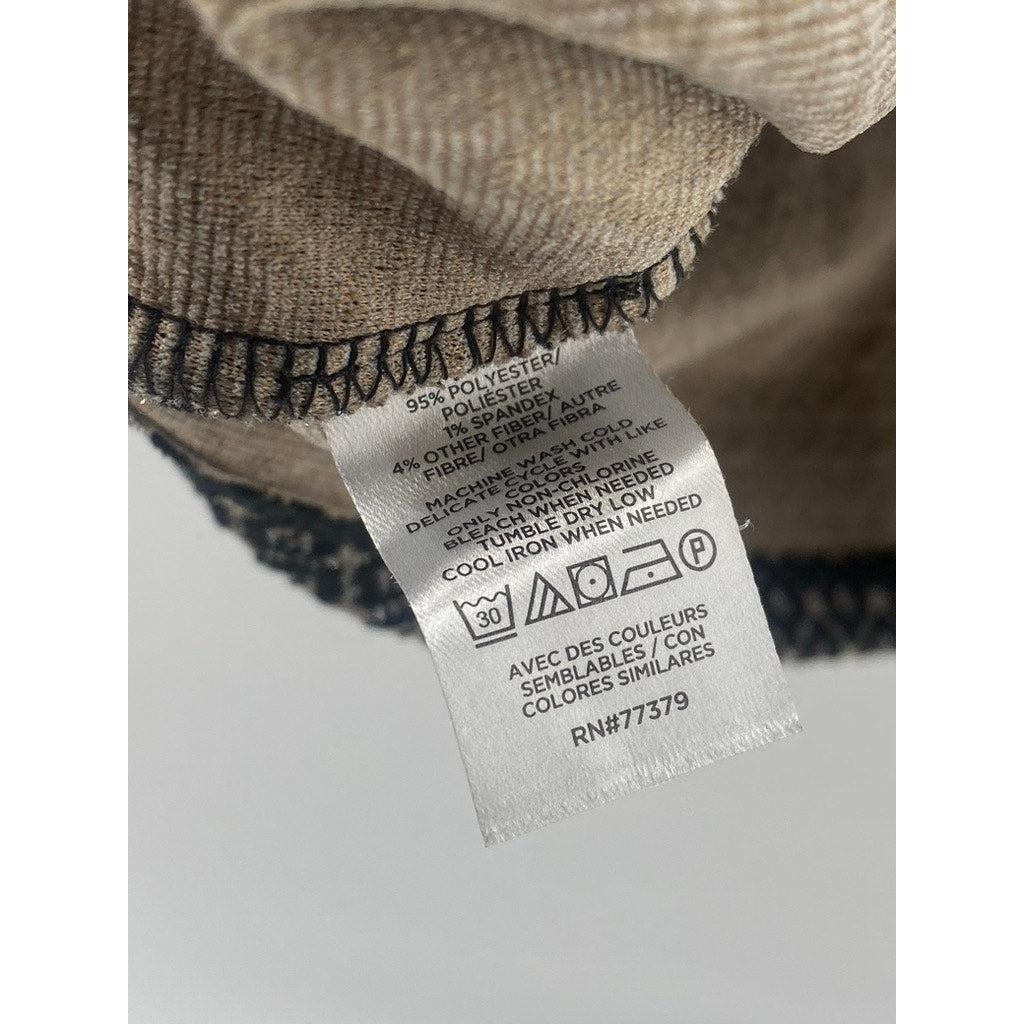 95% POLYESTER/
POLIÉSTER
1% SPANDEX
4% OTHER FIBER/ AUTRE
FIBRE/ OTRA FIBRA
MACHINE WASH COLD
DELICATE CYCLE WITH LIKE
COLORS
ONLY NON-CHLORINE
BLEACH WHEN NEEDED
TUMBLE DRY LOW
COOL IRON WHEN NEEDED
30 P
AVEC DES COULEURS
SEMBLABLES / CON
COLORES SIMILARES
RN#77379